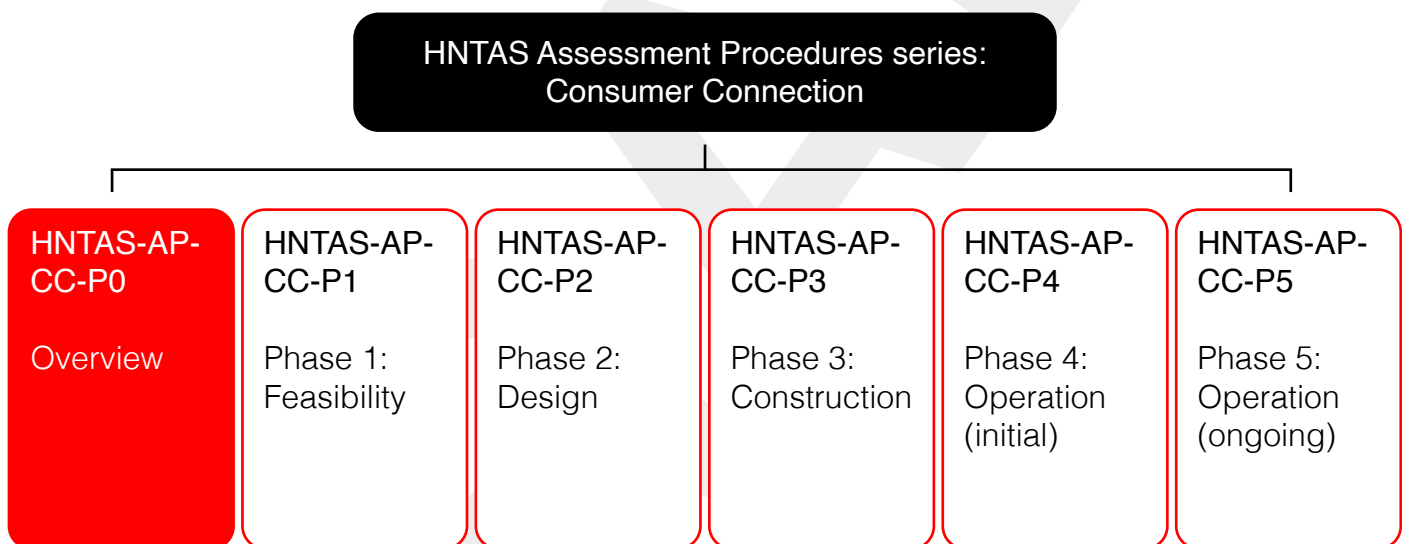 HNTAS Assessment Procedures series:
Consumer Connection
HNTAS-AP-
CC-P0
Overview
HNTAS-AP-
CC-P1
Phase 1:
Feasibility
HNTAS-AP-
CC-P2
Phase 2:
Design
HNTAS-AP-
CC-P3
Phase 3:
Construction
HNTAS-AP-
CC-P4
Phase 4:
Operation
(initial)
HNTAS-AP-
CC-P5
Phase 5:
Operation
(ongoing)